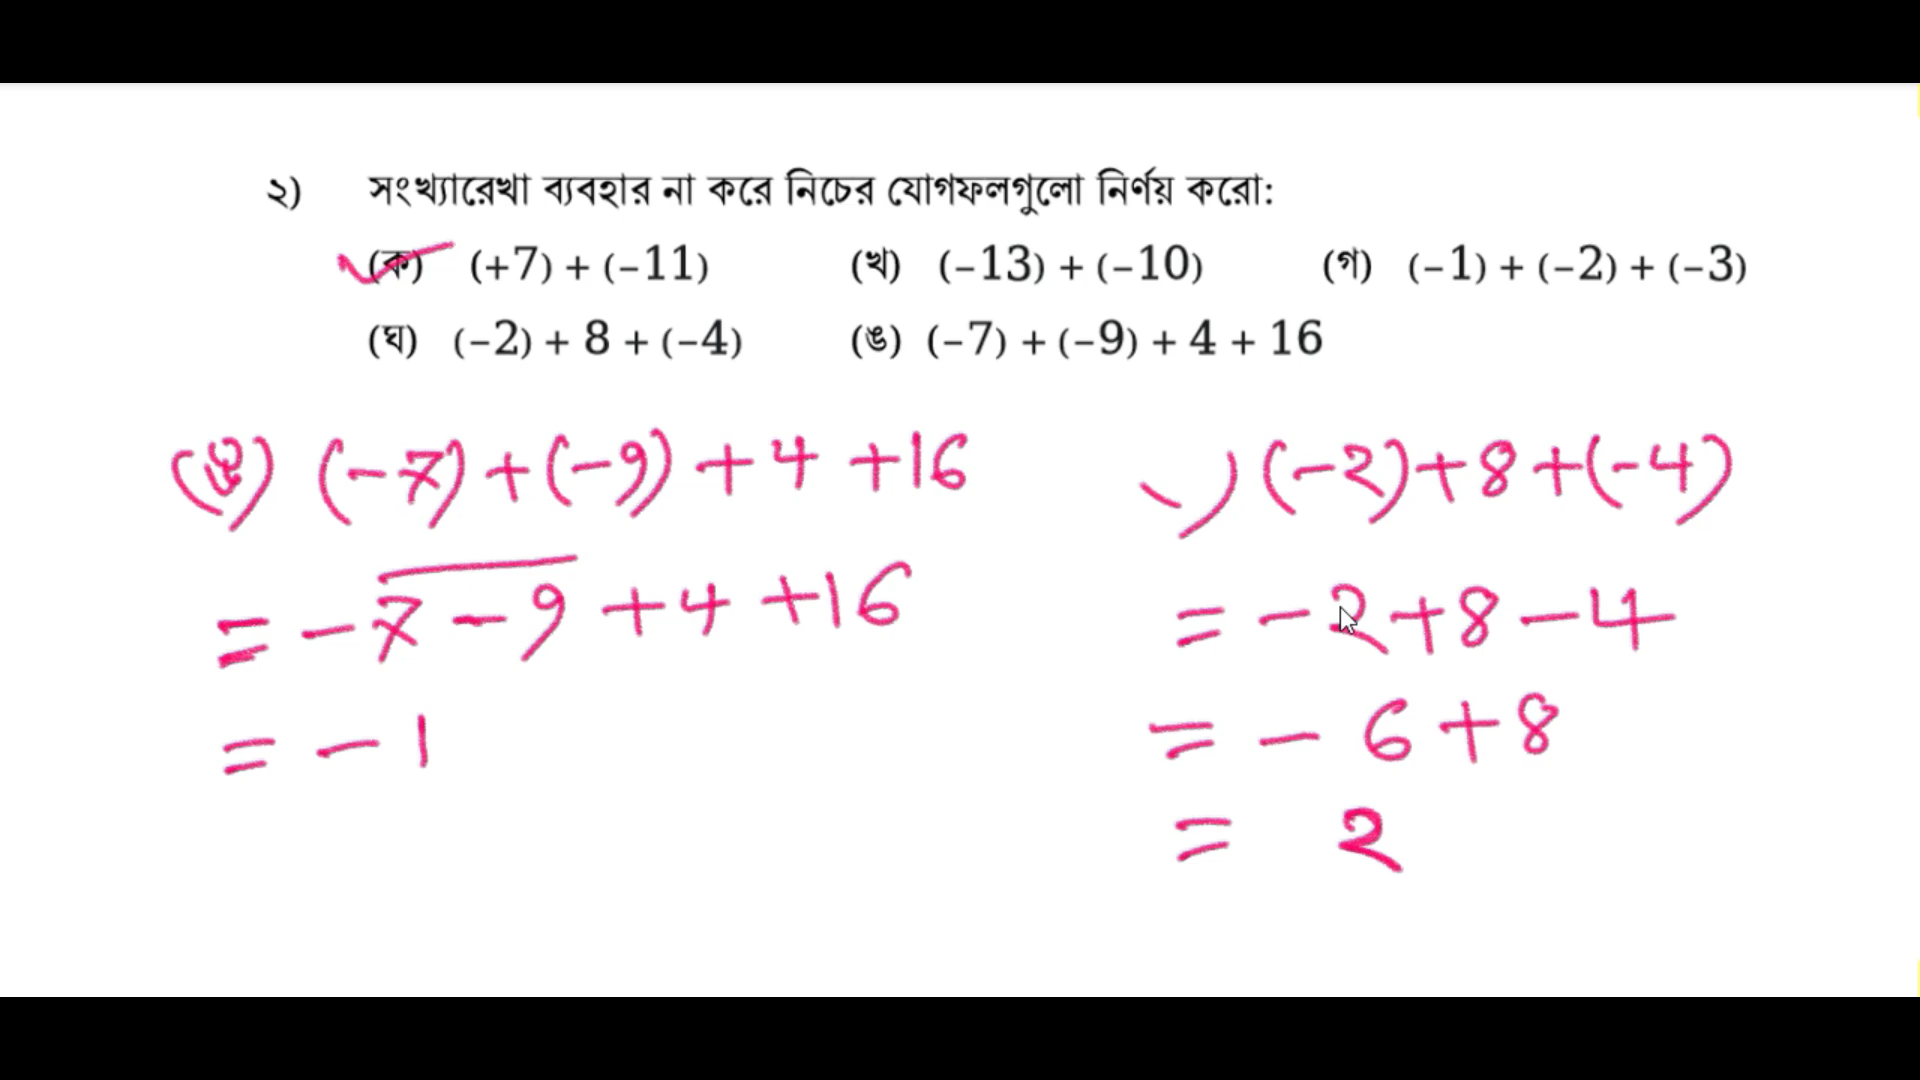 ২) সংখ্যারেখা ব্যবহার না করে নিচের যোগফলগুলো নির্ণয় করো:
(ক) (+7) + (−11) (খ) (−13) + (−10) (গ) (−1) + (−2) + (−3)
(ঘ) (−2) + 8 + (−4) (ঙ) (−7) + (−9) + 4 + 16
(ঙ) (-7) + (-9) + 4 + 16
= -7 - 9 + 4 + 16
= - 1
) (-2) + 8 + (-4)
= -2 + 8 - 4
= - 6 + 8
= 2